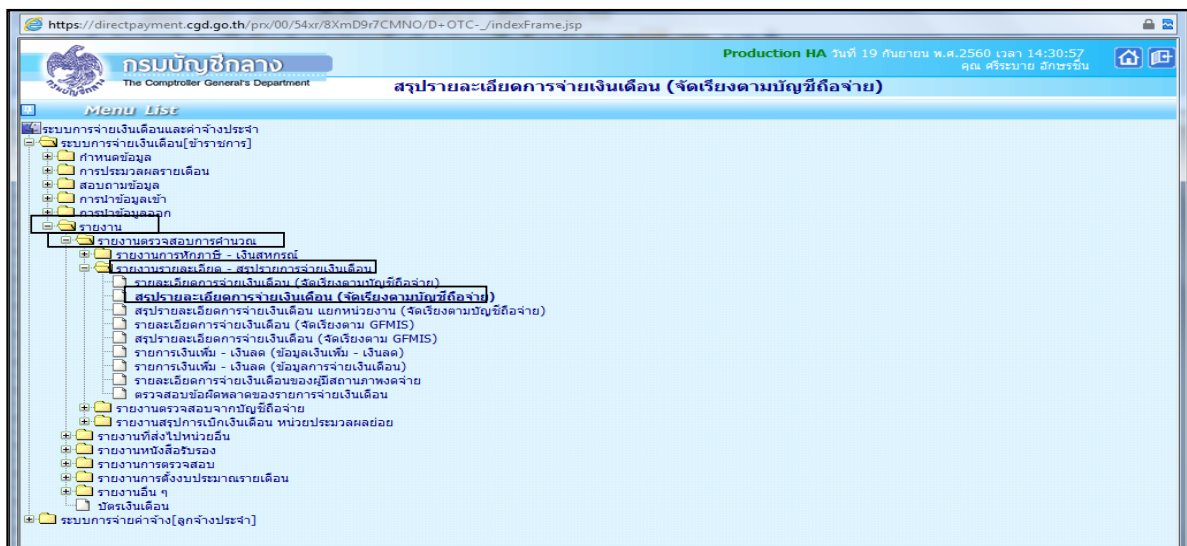 https://directpayment.cgd.go.th/prx/00/54xr/8XmD9r7CMNO/D+OTC-_/indexFrame.jsp
กรมบัญชีกลาง
The Comptroller General's Department
กรมบัญชีกลาง
Production HA วันที่ 19 กันยายน พ.ศ.2560 เวลา 14:30:57
คุณ ศรีระบาย อักษรชื่น
สรุปรายละเอียดการจ่ายเงินเดือน (จัดเรียงตามบัญชีถือจ่าย)
Menu List
ระบบการจ่ายเงินเดือนและค่าจ้างประจำ
ระบบการจ่ายเงินเดือน[ข้าราชการ]
กำหนดข้อมูล
การประมวลผลรายเดือน
สอบถามข้อมูล
การนำข้อมูลเข้า
การนำข้อมูลออก
รายงาน
รายงานตรวจสอบการคำนวณ
รายงานการหักภาษี - เงินสหกรณ์
รายงานรายละเอียด - สรุปรายการจ่ายเงินเดือน
รายละเอียดการจ่ายเงินเดือน (จัดเรียงตามบัญชีถือจ่าย)
สรุปรายละเอียดการจ่ายเงินเดือน (จัดเรียงตามบัญชีถือจ่าย)
สรุปรายละเอียดการจ่ายเงินเดือน แยกหน่วยงาน (จัดเรียงตามบัญชีถือจ่าย)
รายละเอียดการจ่ายเงินเดือน (จัดเรียงตาม GFMIS)
สรุปรายละเอียดการจ่ายเงินเดือน (จัดเรียงตาม GFMIS)
รายการเงินเพิ่ม - เงินลด (ข้อมูลเงินเพิ่ม - เงินลด)
รายการเงินเพิ่ม - เงินลด (ข้อมูลการจ่ายเงินเดือน)
รายละเอียดการจ่ายเงินเดือนของผู้มีสถานภาพงดจ่าย
ตรวจสอบข้อผิดพลาดของรายการจ่ายเงินเดือน
รายงานตรวจสอบจากบัญชีถือจ่าย
รายงานสรุปการเบิกเงินเดือน หน่วยประมวลผลย่อย
รายงานที่ส่งไปหน่วยอื่น
รายงานหนังสือรับรอง
รายงานการตรวจสอบ
รายงานการตั้งงบประมาณรายเดือน
รายงานอื่น ๆ
บัตรเงินเดือน
ระบบการจ่ายค่าจ้าง[ลูกจ้างประจำ]